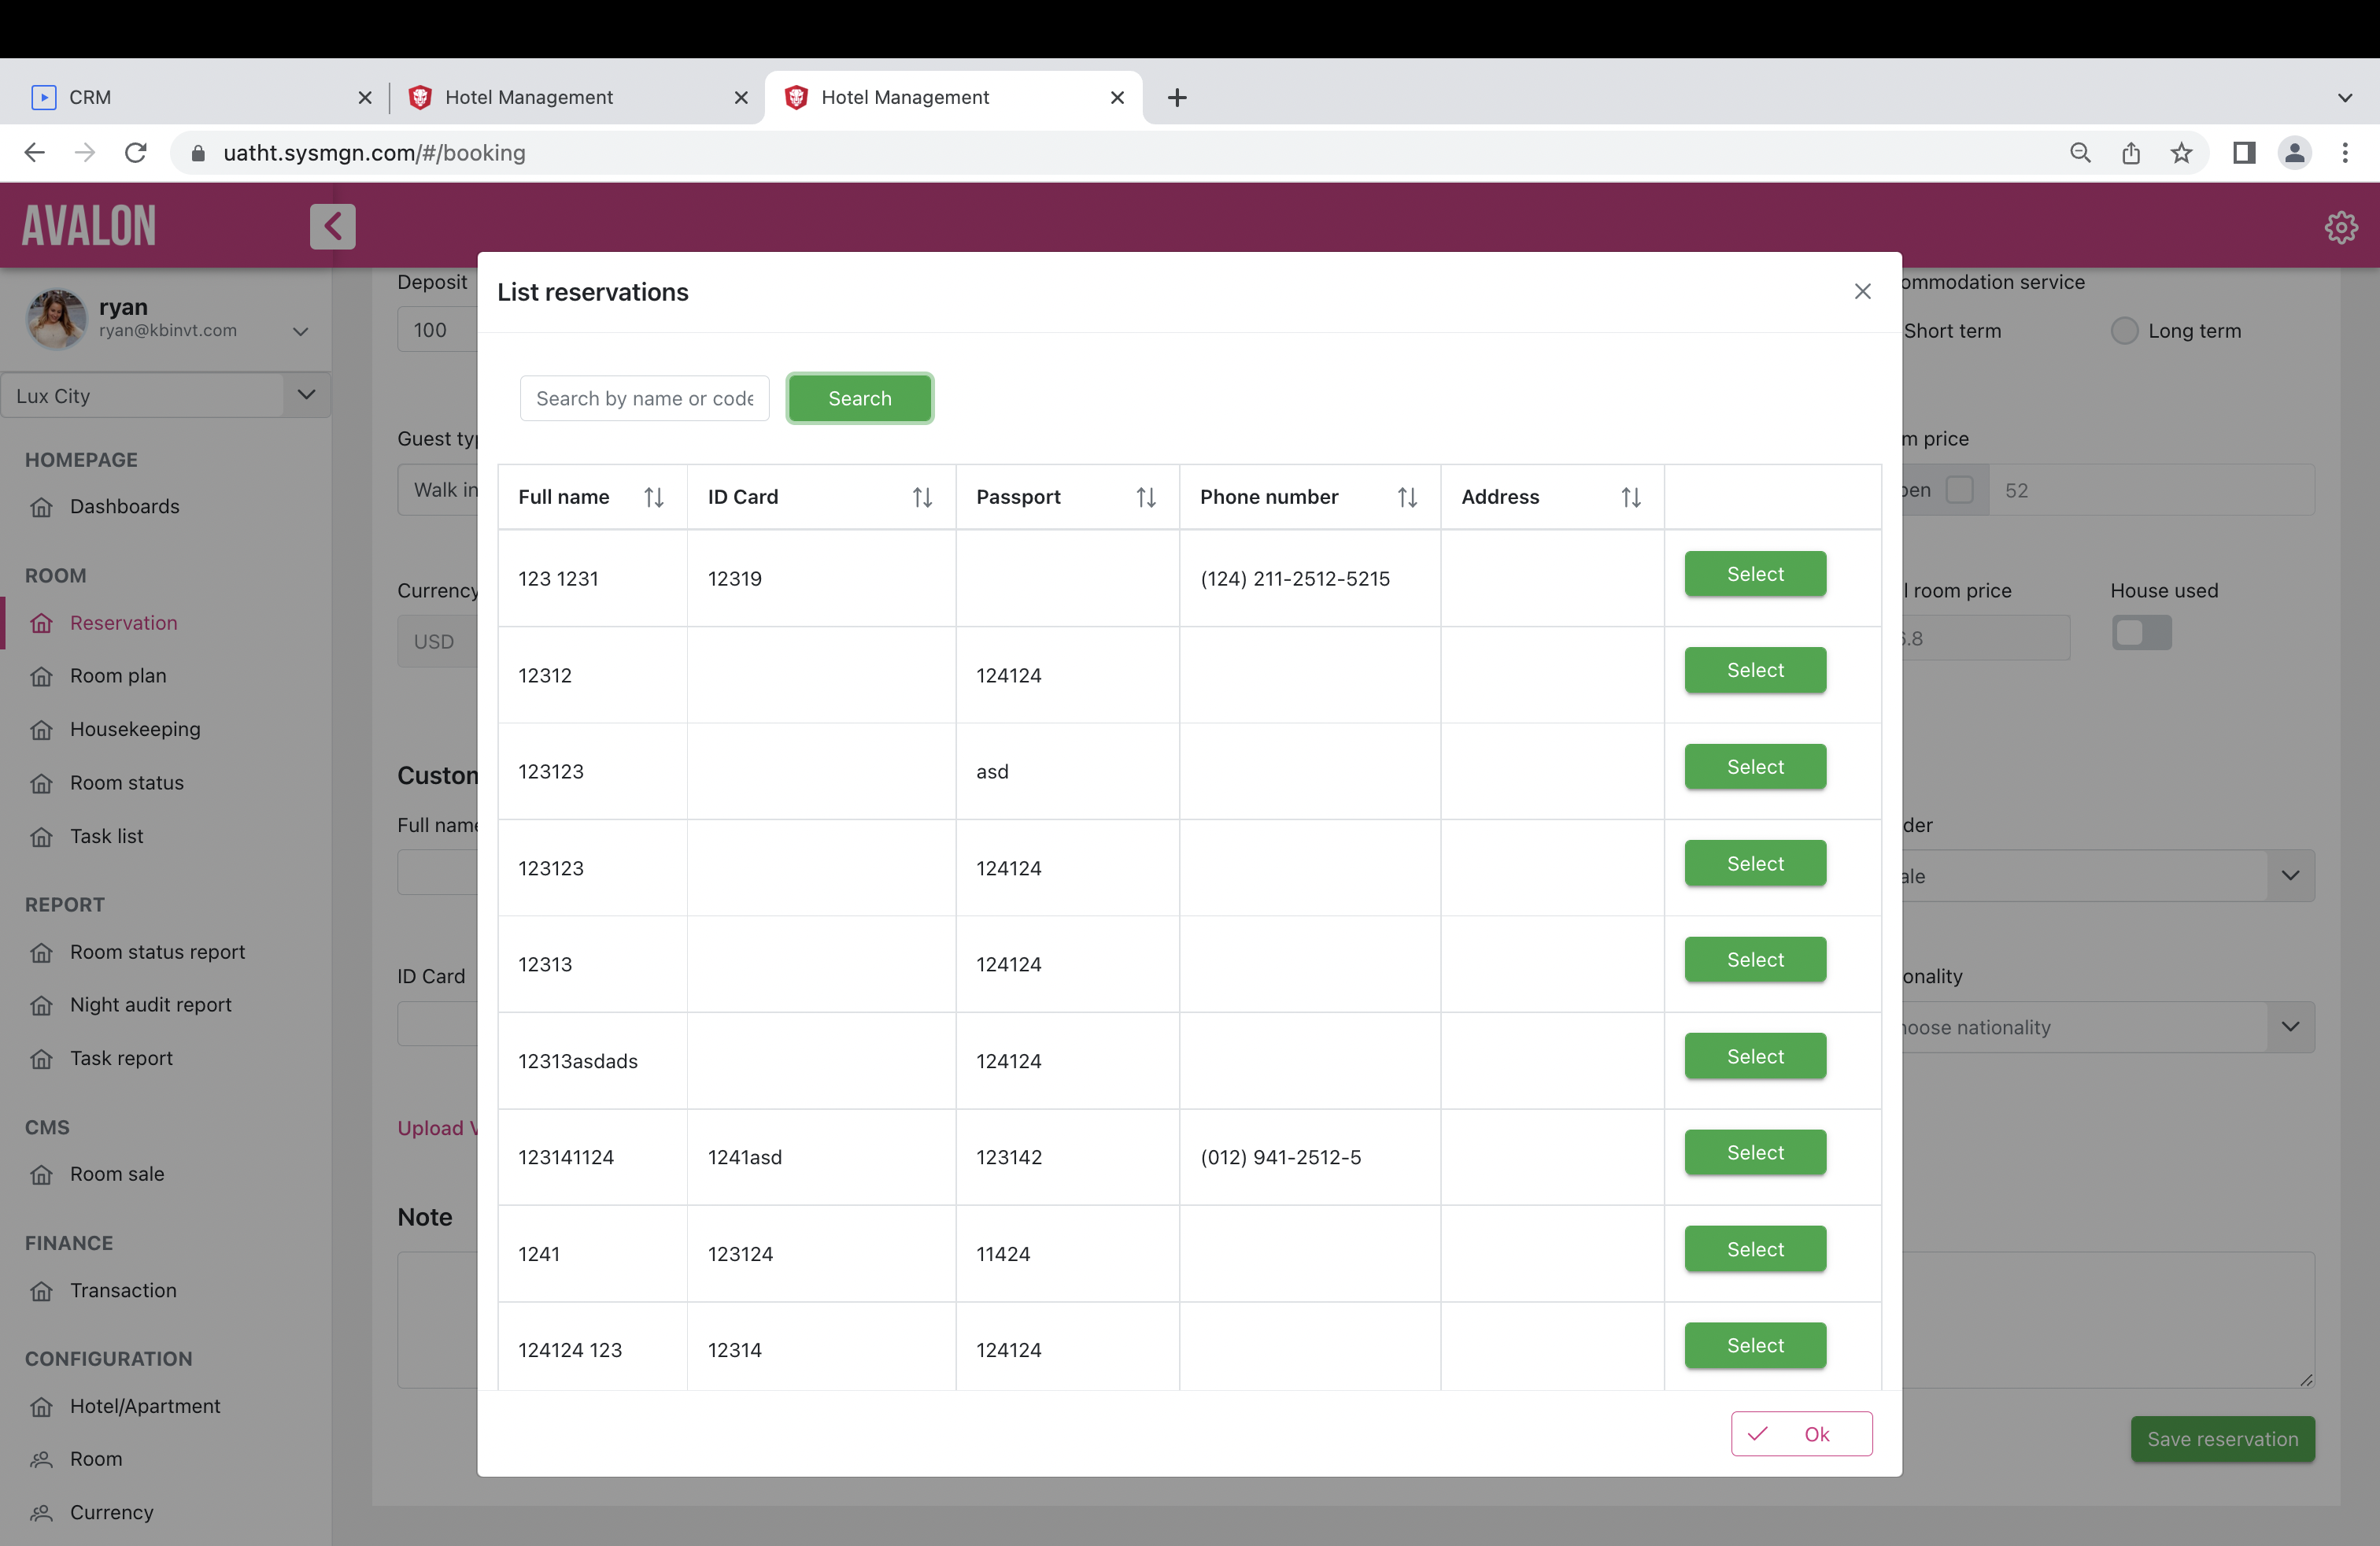 CRM
Hotel Management
Hotel Management
uatht.sysmgn.com/#/booking
AVALON
ryan
ryan@kbinvt.com
Lux City
HOMEPAGE
Dashboards
ROOM
Reservation
Room plan
Housekeeping
Room status
Task list
REPORT
Room status report
Night audit report
Task report
CMS
Room sale
FINANCE
Transaction
CONFIGURATION
Hotel/Apartment
Room
Currency
Deposit
100
Guest typ
Walk in
Currency
USD
Custom
Full name
ID Card
Upload V
Note
List reservations
Search by name or code
Search
Full name ID Card Passport Phone number Address
123 1231 12319 (124) 211-2512-5215 Select
12312 124124 Select
123123 asd Select
123123 124124 Select
12313 124124 Select
12313asdads 124124 Select
123141124 1241asd 123142 (012) 941-2512-5 Select
1241 123124 11424 Select
124124 123 12314 124124 Select
Ok
ommodation service
Short term Long term
m price
pen 52
l room price House used
.8
der
ale
onality
hoose nationality
Save reservation